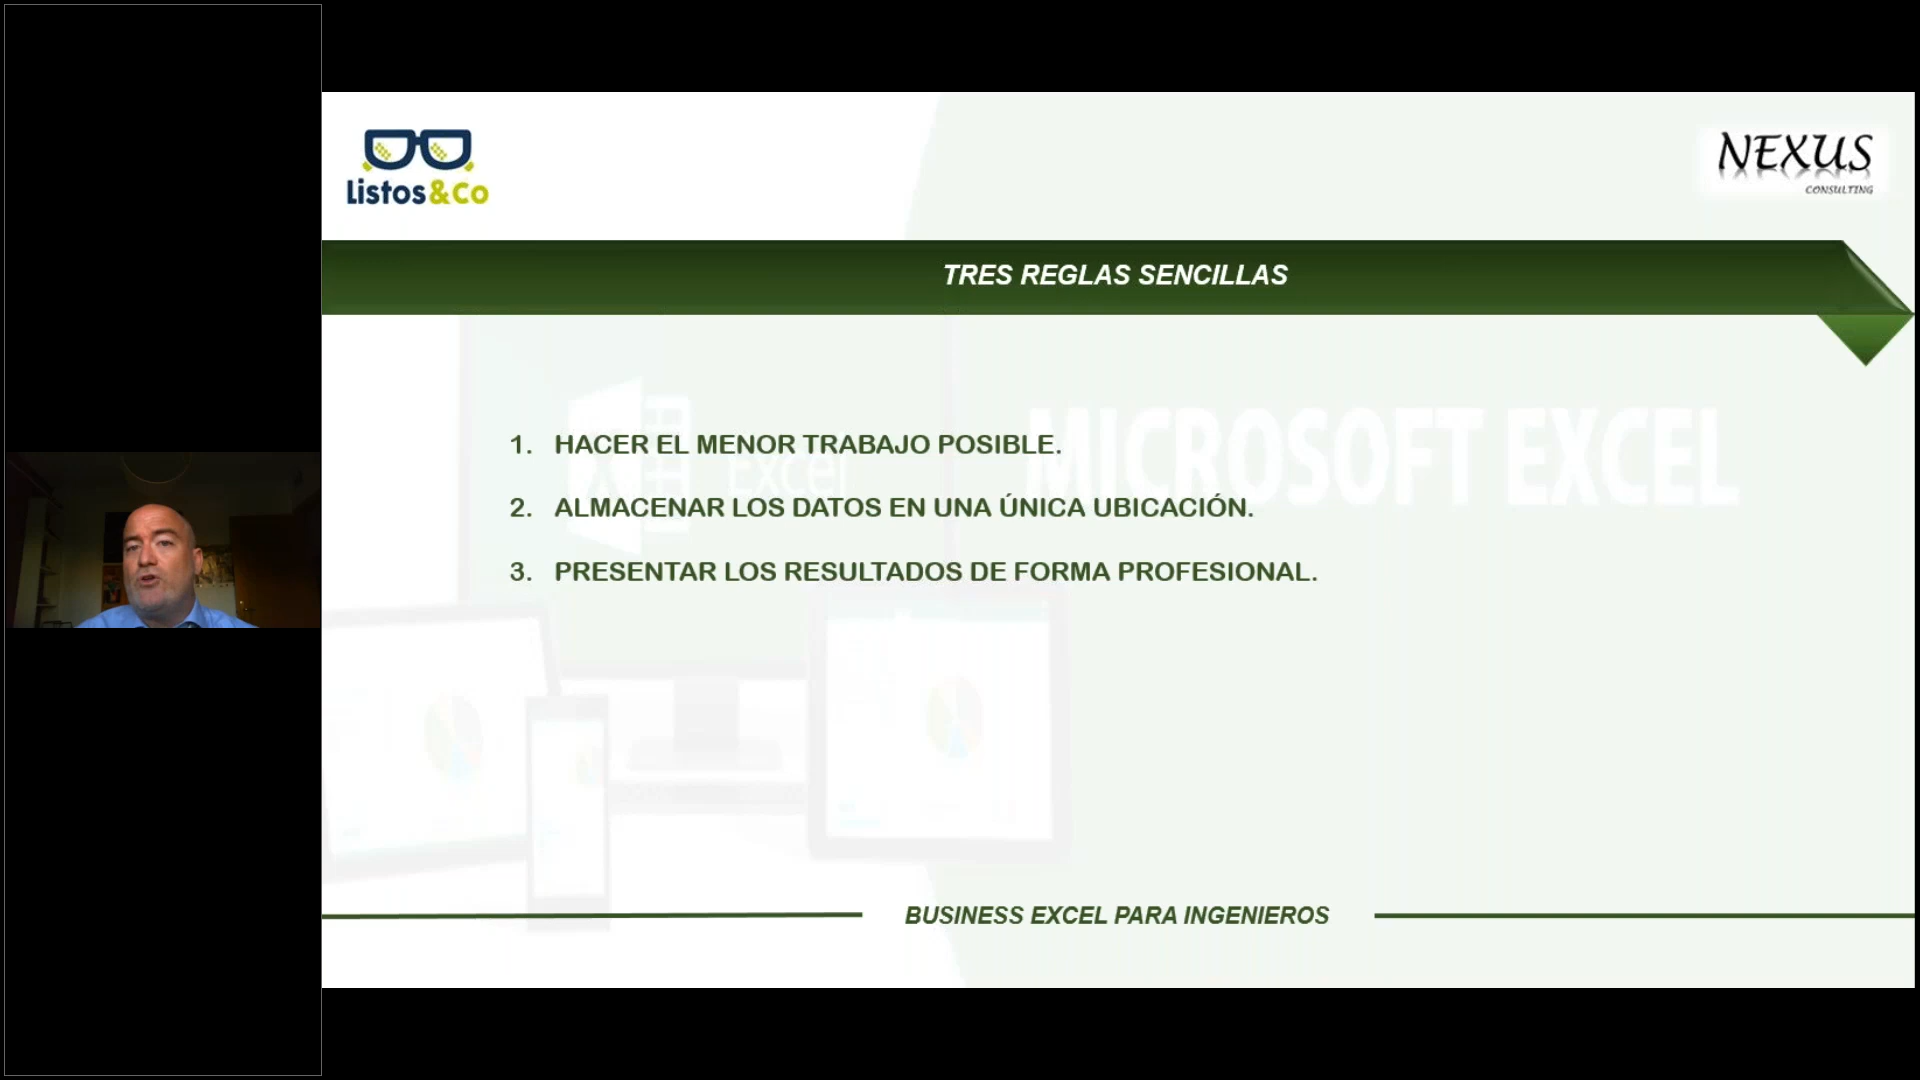 Listos&Co
NEXUS
CONSULTING
TRES REGLAS SENCILLAS
Excel
MICROSOFT EXCEL
1. HACER EL MENOR TRABAJO POSIBLE.
2. ALMACENAR LOS DATOS EN UNA ÚNICA UBICACIÓN.
3. PRESENTAR LOS RESULTADOS DE FORMA PROFESIONAL.
BUSINESS EXCEL PARA INGENIEROS